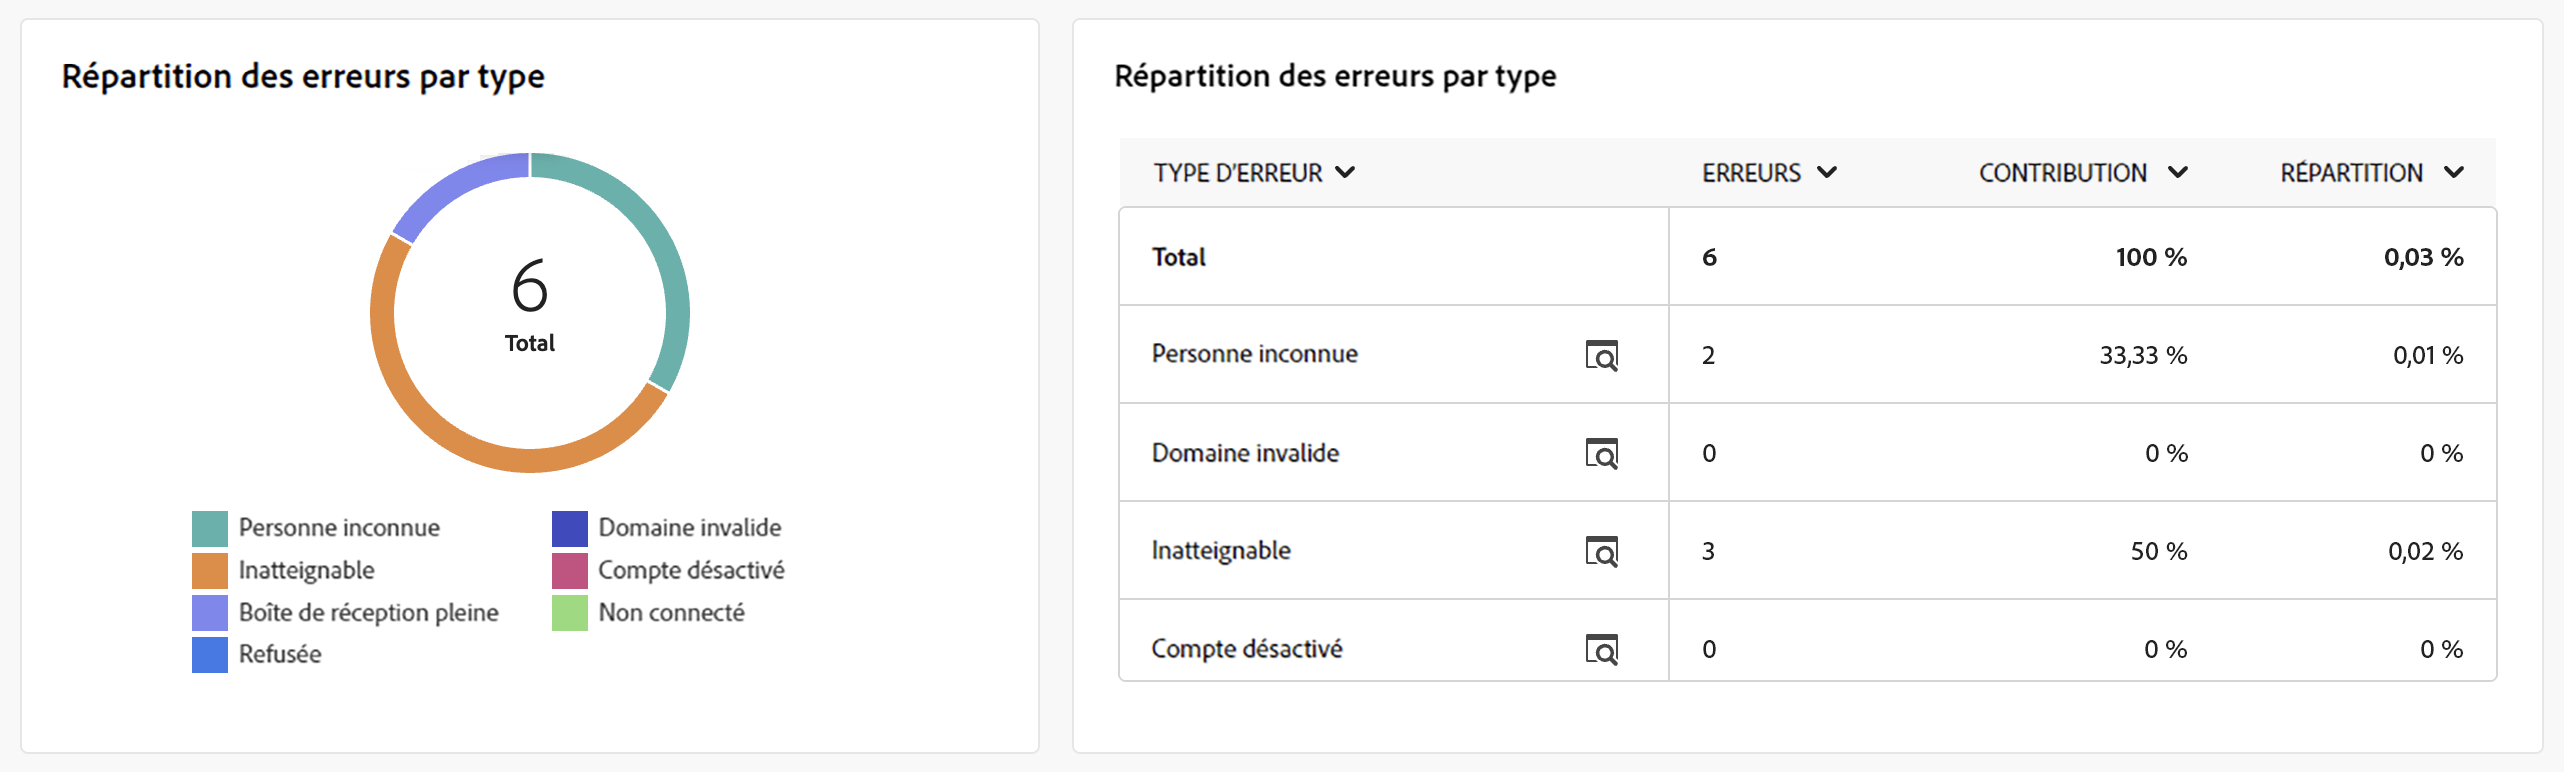 Répartition des erreurs par type
6
Total
Personne inconnue
Domaine invalide
Inatteignable
Compte désactivé
Boîte de réception pleine
Non connecté
Refusée
Répartition des erreurs par type
TYPE D'ERREUR ERREURS CONTRIBUTION RÉPARTITION
Total 6 100 % 0,03 %
Personne inconnue 2 33,33 % 0,01 %
Domaine invalide 0 0 % 0 %
Inatteignable 3 50 % 0,02 %
Compte désactivé 0 0 % 0 %